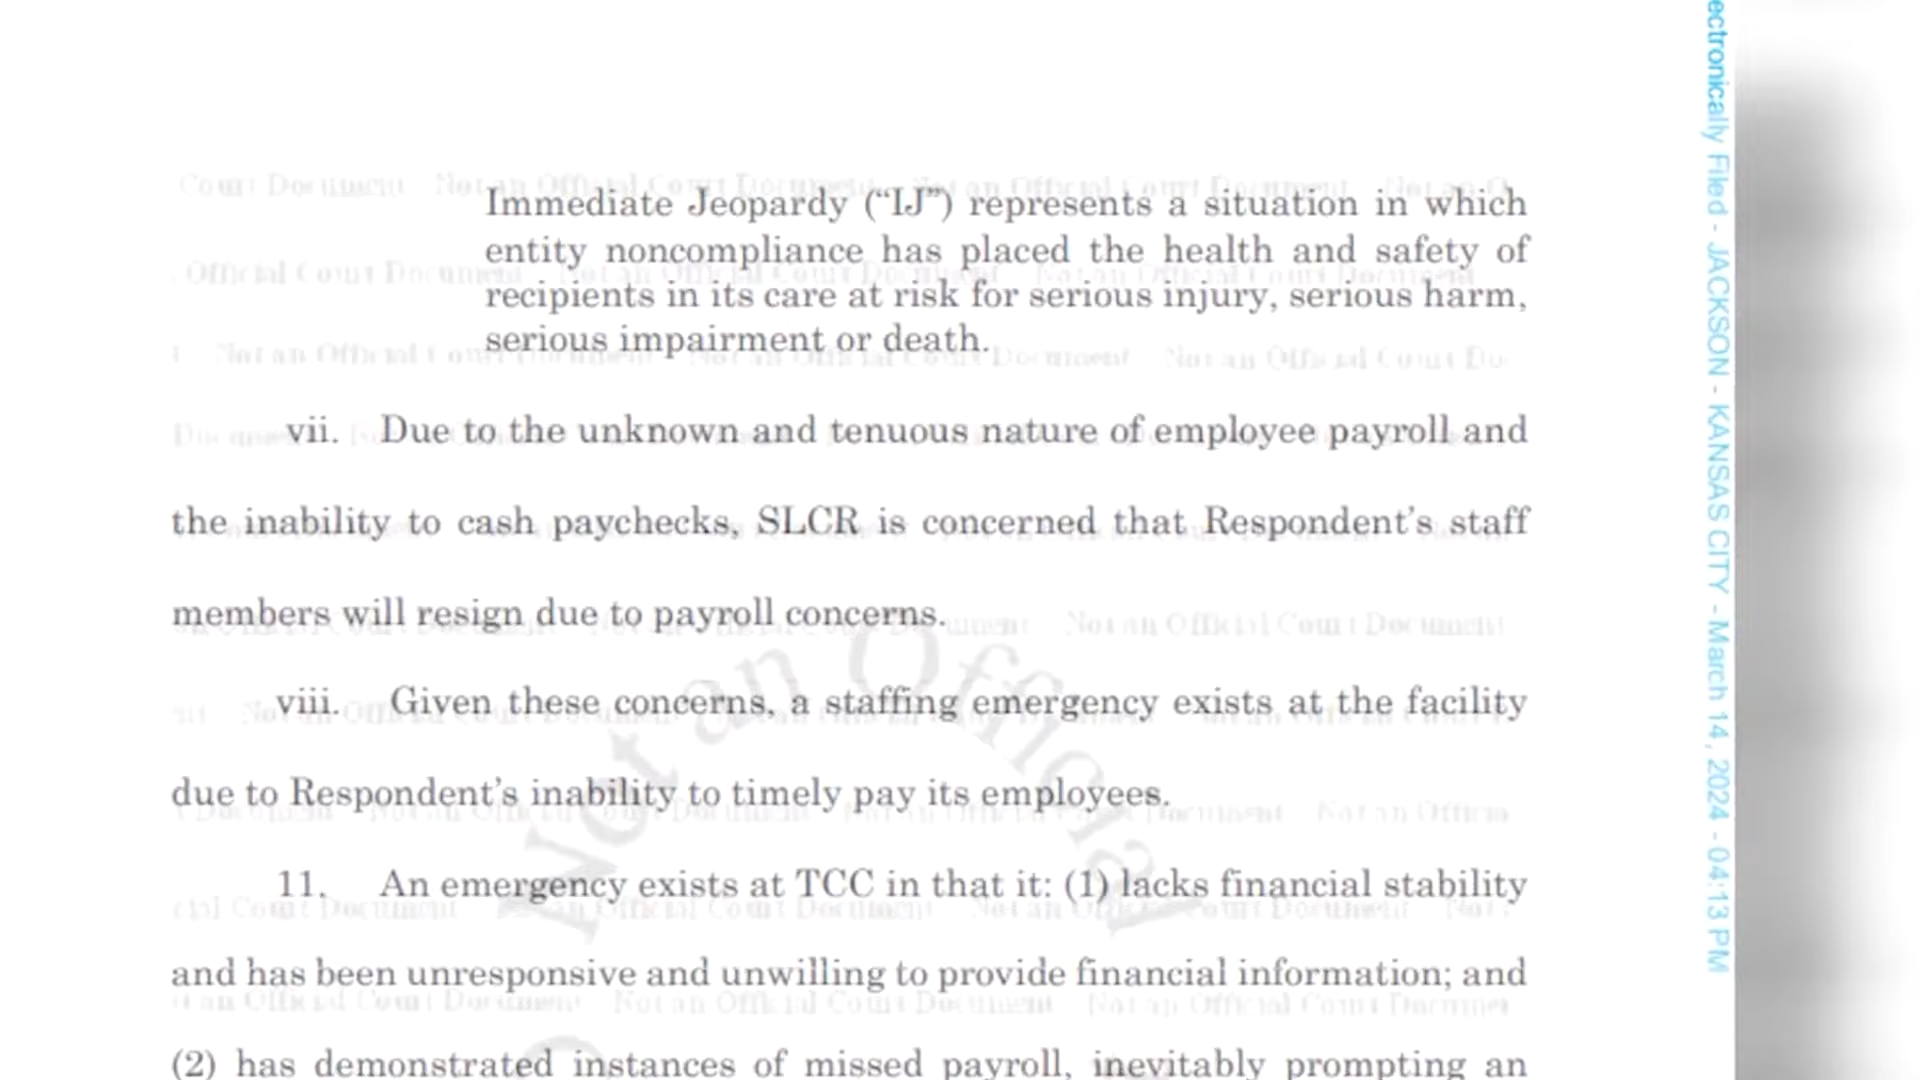 Immediate Jeopardy (“IJ”) represents a situation in which
entity noncompliance has placed the health and safety of
recipients in its care at risk for serious injury, serious harm,
serious impairment or death.
vii. Due to the unknown and tenuous nature of employee payroll and
the inability to cash paychecks, SLCR is concerned that Respondent’s staff
members will resign due to payroll concerns.
viii. Given these concerns, a staffing emergency exists at the facility
due to Respondent’s inability to timely pay its employees.
11. An emergency exists at TCC in that it: (1) lacks financial stability
and has been unresponsive and unwilling to provide financial information; and
(2) has demonstrated instances of missed payroll, inevitably prompting an
Not an Official
ectronically Filed - JACKSON - KANSAS CITY - March 14, 2024 - 04:13 PM